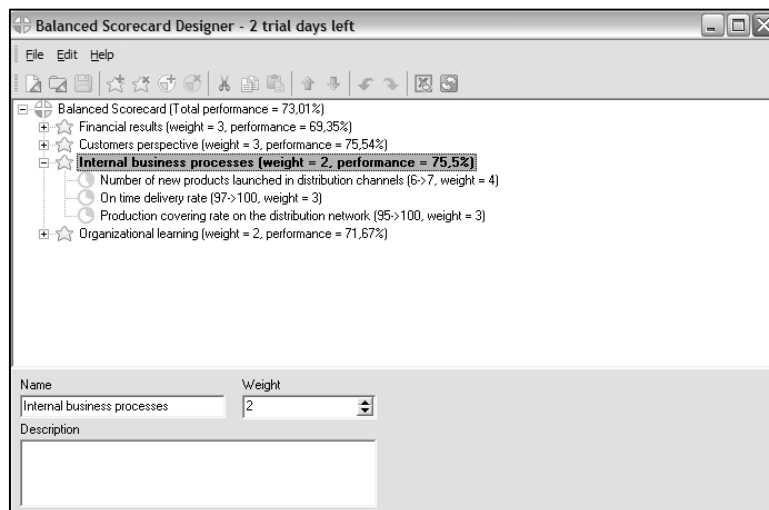 Balanced Scorecard Designer - 2 trial days left
File Edit Help
Balanced Scorecard (Total performance = 73,01%)
Financial results (weight = 3, performance = 69,35%)
Customers perspective (weight = 3, performance = 75,54%)
Internal business processes (weight = 2, performance = 75,5%)
Number of new products launched in distribution channels (6->7, weight = 4)
On time delivery rate (97->100, weight = 3)
Production covering rate on the distribution network (95->100, weight = 3)
Organizational learning (weight = 2, performance = 71,67%)
Name Weight
Internal business processes 2
Description